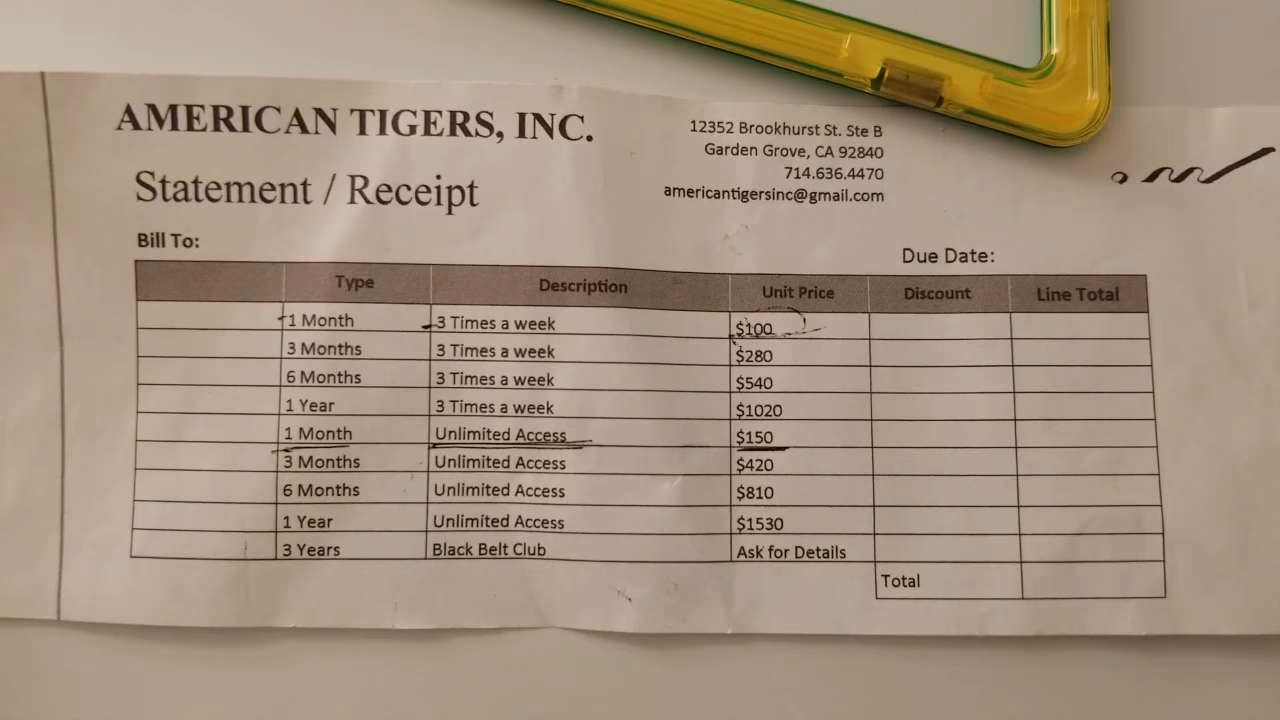 AMERICAN TIGERS, INC.
12352 Brookhurst St. Ste B
Garden Grove, CA 92840
714.636.4470
americantigersinc@gmail.com
Statement / Receipt
Bill To:
Due Date:
Type Description Unit Price Discount Line Total
1 Month 3 Times a week $100
3 Months 3 Times a week $280
6 Months 3 Times a week $540
1 Year 3 Times a week $1020
1 Month Unlimited Access $150
3 Months Unlimited Access $420
6 Months Unlimited Access $810
1 Year Unlimited Access $1530
3 Years Black Belt Club Ask for Details
Total